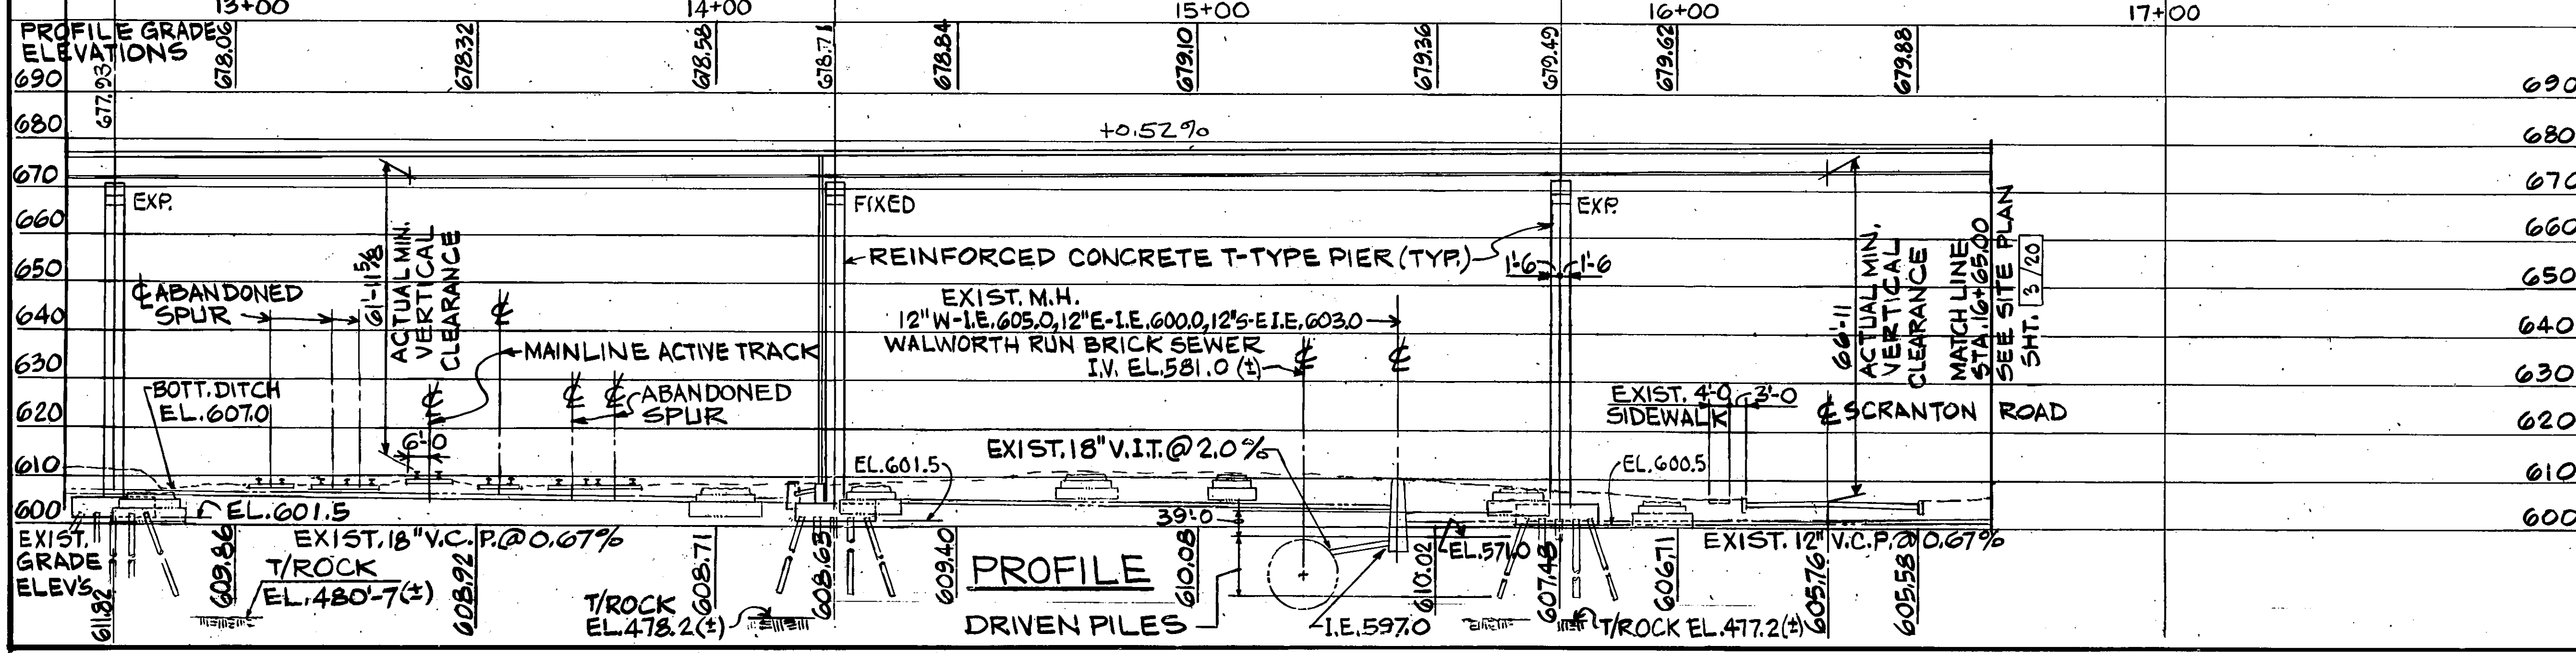 13+00 14+00 15+00 16+00 17+00
PROFILE GRADE
ELEVATIONS
677.93 678.06 678.32 678.58 678.71 678.84 679.10 679.36 679.49 679.62 679.88
690 690
680 +0.52% 680
670 670
EXP. FIXED EXP.
660 660
REINFORCED CONCRETE T-TYPE PIER (TYP.)
1'-6 1'-6
650 650
61'-11 5/8
ACTUAL MIN.
VERTICAL
CLEARANCE
66'-11
ACTUAL MIN.
VERTICAL
CLEARANCE
MATCH LINE
STA. 16+65.00
SEE SITE PLAN
SHT. 3/20
℄ ABANDONED
SPUR
EXIST. M.H.
12"W-I.E.605.0, 12"E-I.E.600.0, 12"S-E I.E.603.0
640 ℄ 640
WALWORTH RUN BRICK SEWER
℄ ℄
MAINLINE ACTIVE TRACK
I.V. EL.581.0 (±)
630 630
BOTT. DITCH
EL.607.0
℄ ℄ ℄ ABANDONED
SPUR
EXIST. 4'-0 3'-0
SIDEWALK
℄ SCRANTON ROAD
620 620
6'-0
EXIST. 18" V.I.T. @ 2.0%
610 EL.601.5 EL.600.5 610
600 EL.601.5 39'-0 600
EXIST.
GRADE
ELEV'S.
EXIST. 18" V.C.P. @ 0.67%
EL.571.0
EXIST. 12" V.C.P. @ 0.67%
611.82 609.86 608.92 608.71 608.63 609.40 610.08 610.02 607.48 606.71 605.76 605.58
T/ROCK
EL. 480'-7 (±)
T/ROCK
EL.478.2 (±)
PROFILE
DRIVEN PILES
I.E.597.0
T/ROCK EL.477.2 (±)